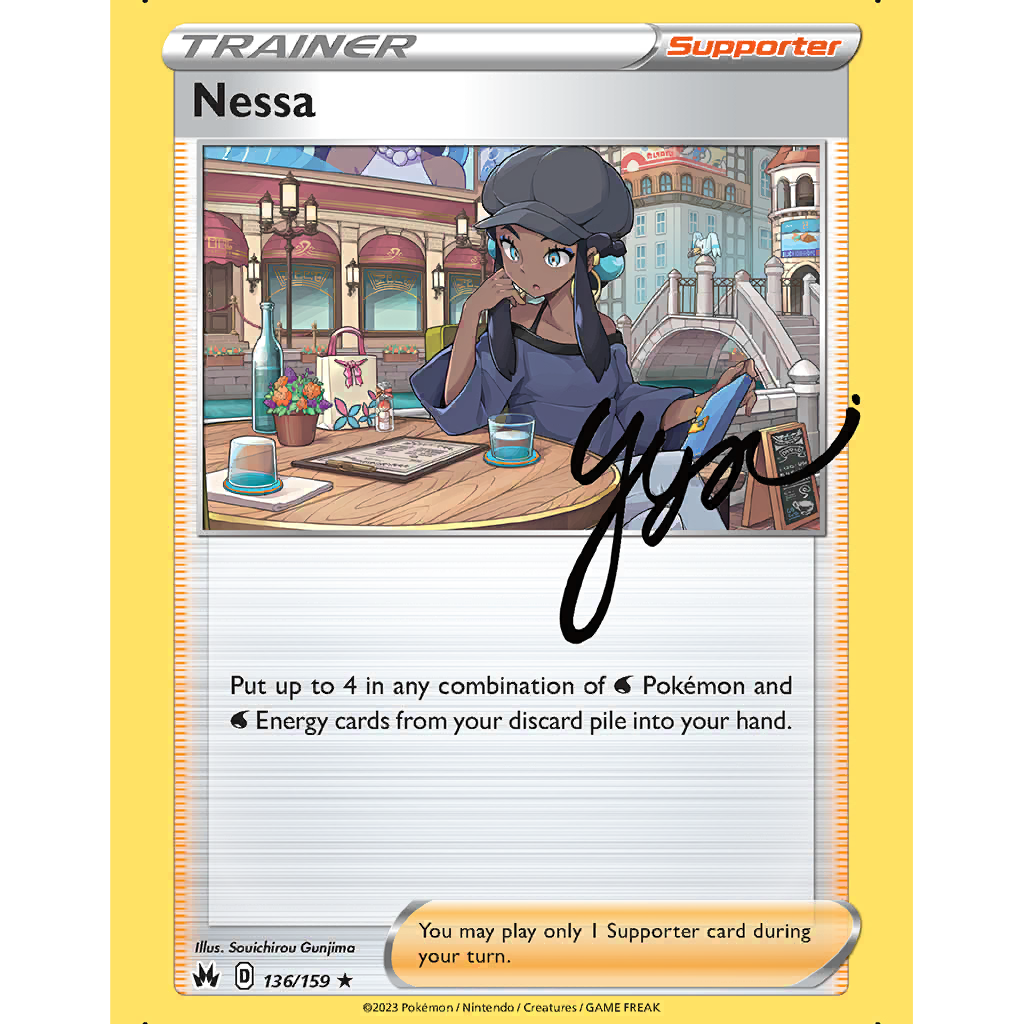 TRAINER Supporter
Nessa
Put up to 4 in any combination of Pokémon and
Energy cards from your discard pile into your hand.
You may play only 1 Supporter card during
your turn.
Illus. Souichirou Gunjima
D 136/159 ★
©2023 Pokémon / Nintendo / Creatures / GAME FREAK